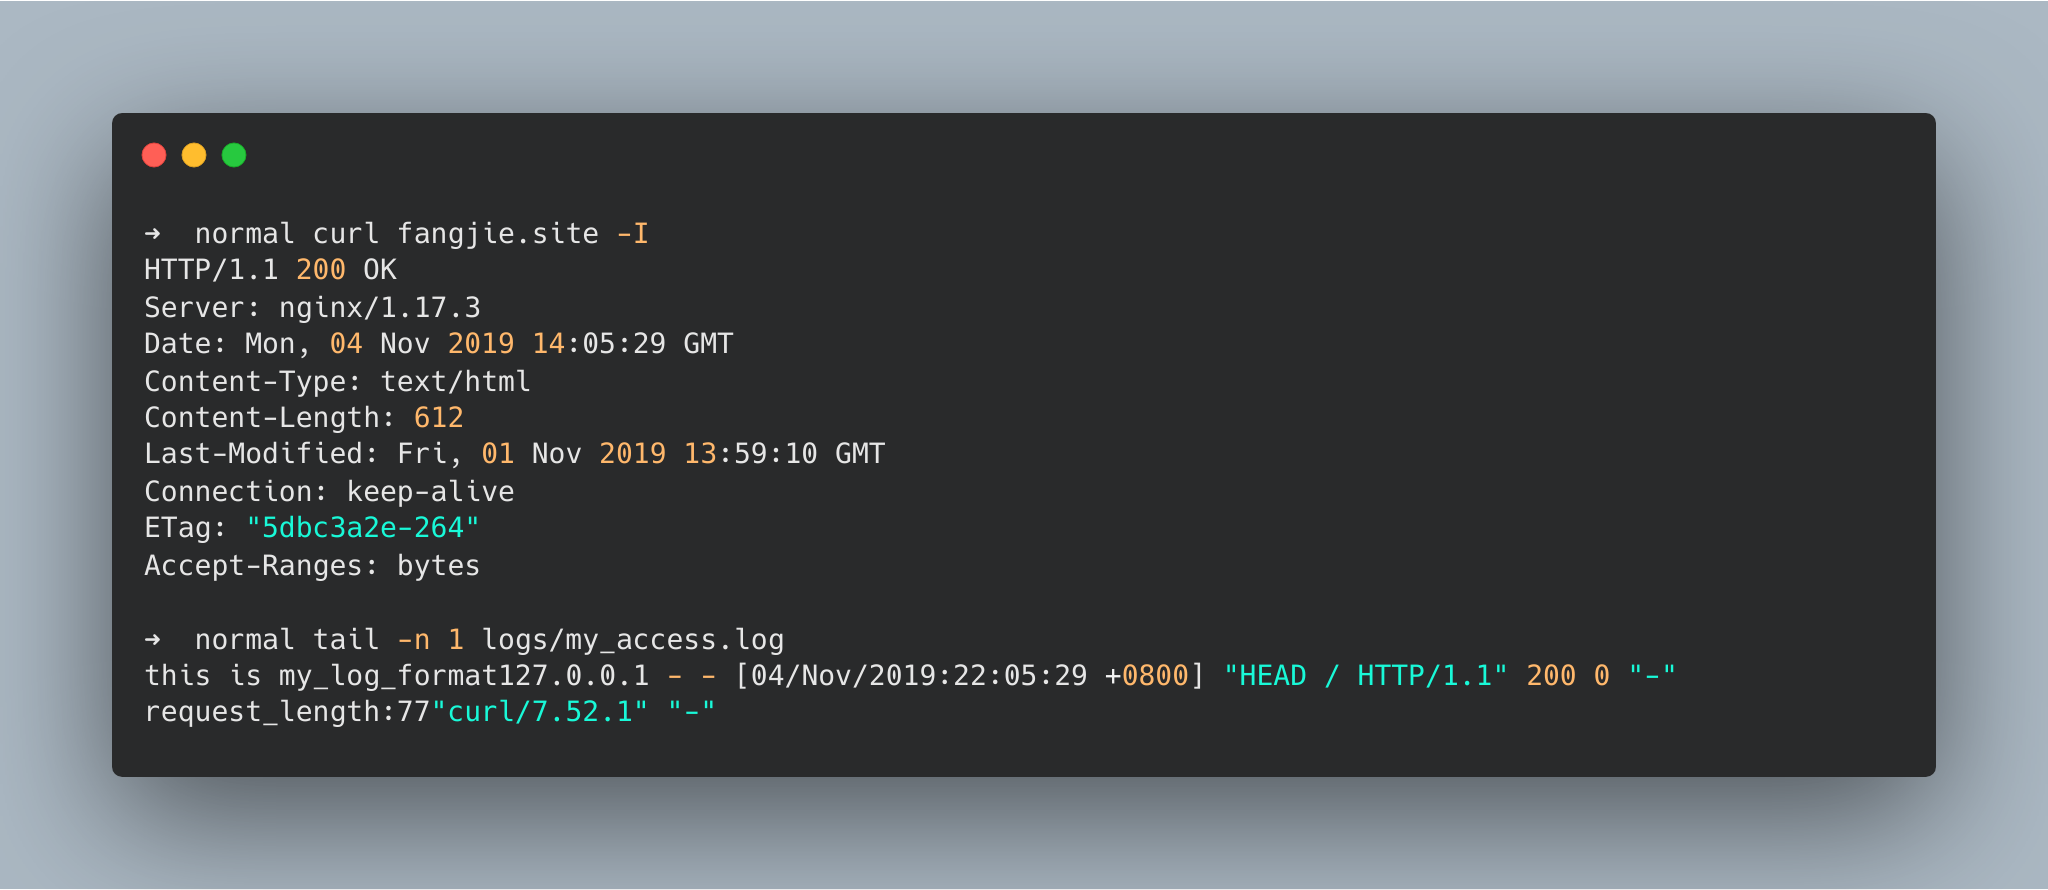 ➜  normal curl fangjie.site -I
HTTP/1.1 200 OK
Server: nginx/1.17.3
Date: Mon, 04 Nov 2019 14:05:29 GMT
Content-Type: text/html
Content-Length: 612
Last-Modified: Fri, 01 Nov 2019 13:59:10 GMT
Connection: keep-alive
ETag: "5dbc3a2e-264"
Accept-Ranges: bytes

➜  normal tail -n 1 logs/my_access.log
this is my_log_format127.0.0.1 - - [04/Nov/2019:22:05:29 +0800] "HEAD / HTTP/1.1" 200 0 "-"
request_length:77"curl/7.52.1" "-"